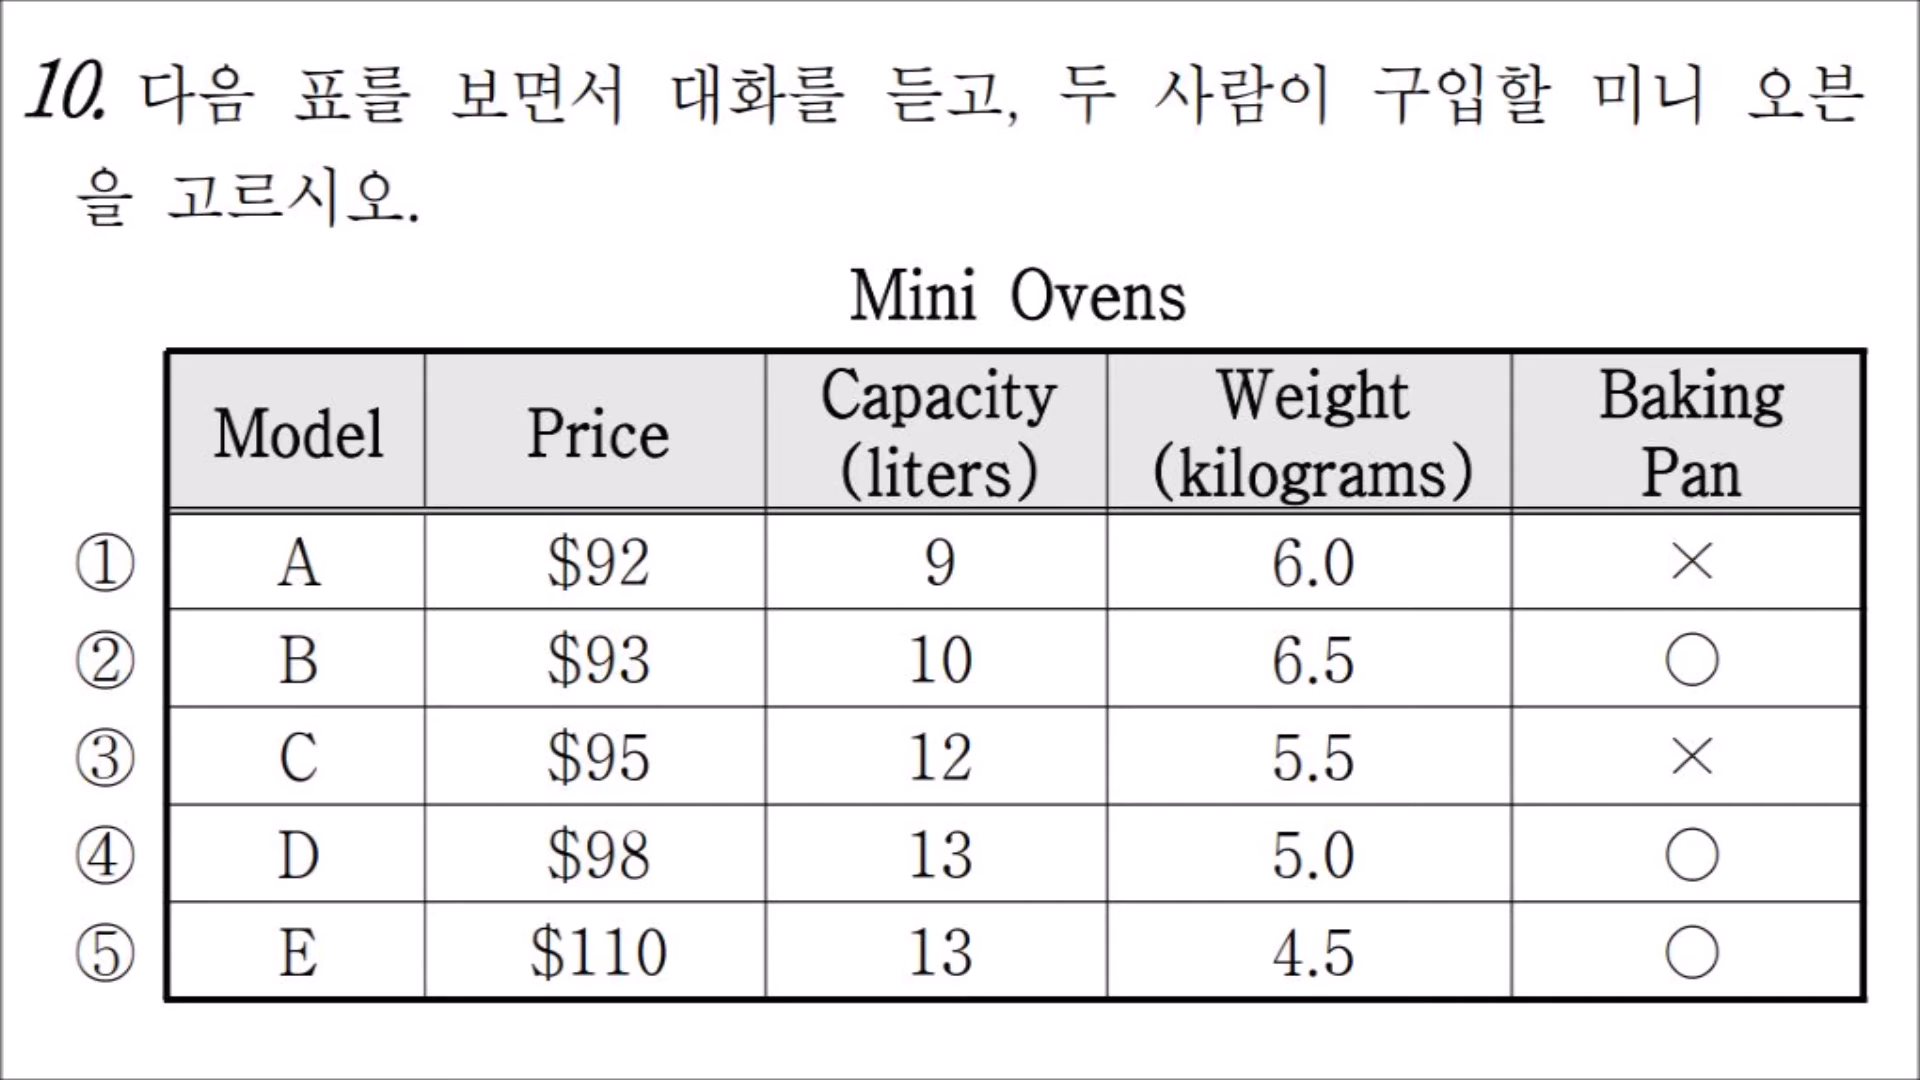 10. 다음 표를 보면서 대화를 듣고, 두 사람이 구입할 미니 오븐
을 고르시오.
Mini Ovens
Model Price Capacity (liters) Weight (kilograms) Baking Pan
① A $92 9 6.0 ×
② B $93 10 6.5 ○
③ C $95 12 5.5 ×
④ D $98 13 5.0 ○
⑤ E $110 13 4.5 ○